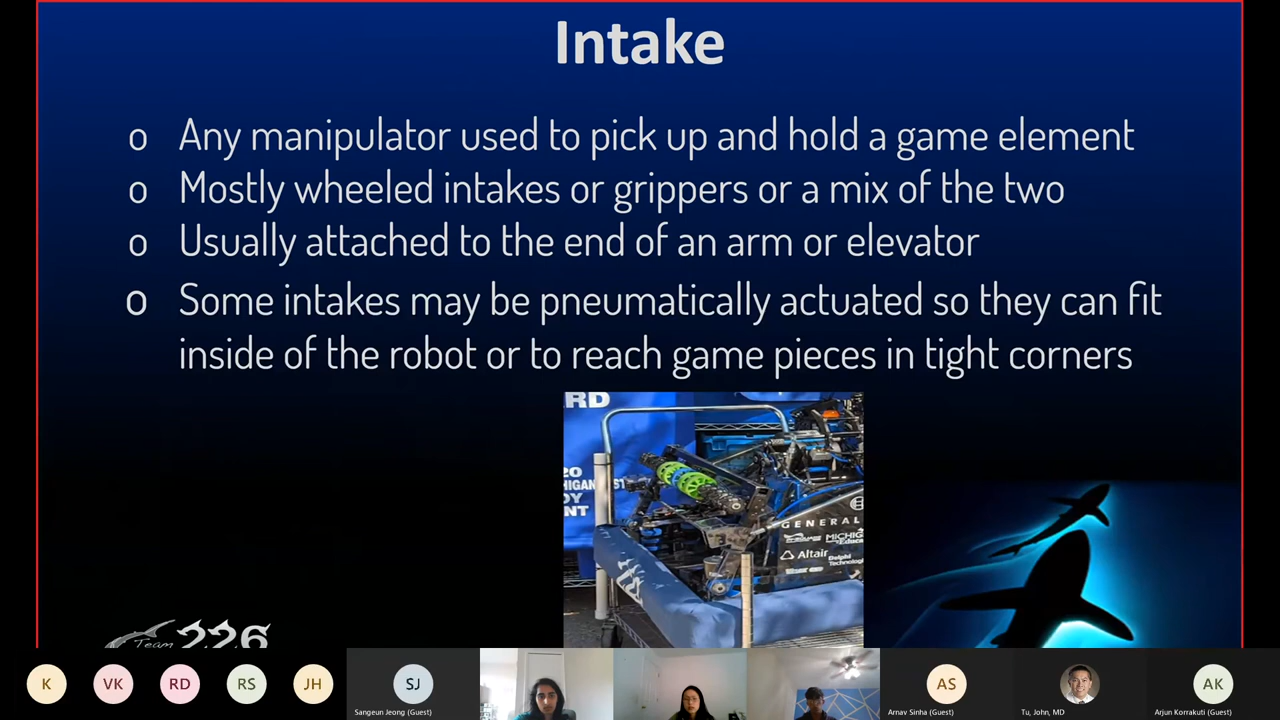 Intake
o Any manipulator used to pick up and hold a game element
o Mostly wheeled intakes or grippers or a mix of the two
o Usually attached to the end of an arm or elevator
o Some intakes may be pneumatically actuated so they can fit
inside of the robot or to reach game pieces in tight corners
RD
GENERAL
Altair
Team 226
K
VK
RD
RS
JH
SJ
Sangeun Jeong (Guest)
AS
Arnav Sinha (Guest)
Tu, John, MD
AK
Arjun Korrakuti (Guest)